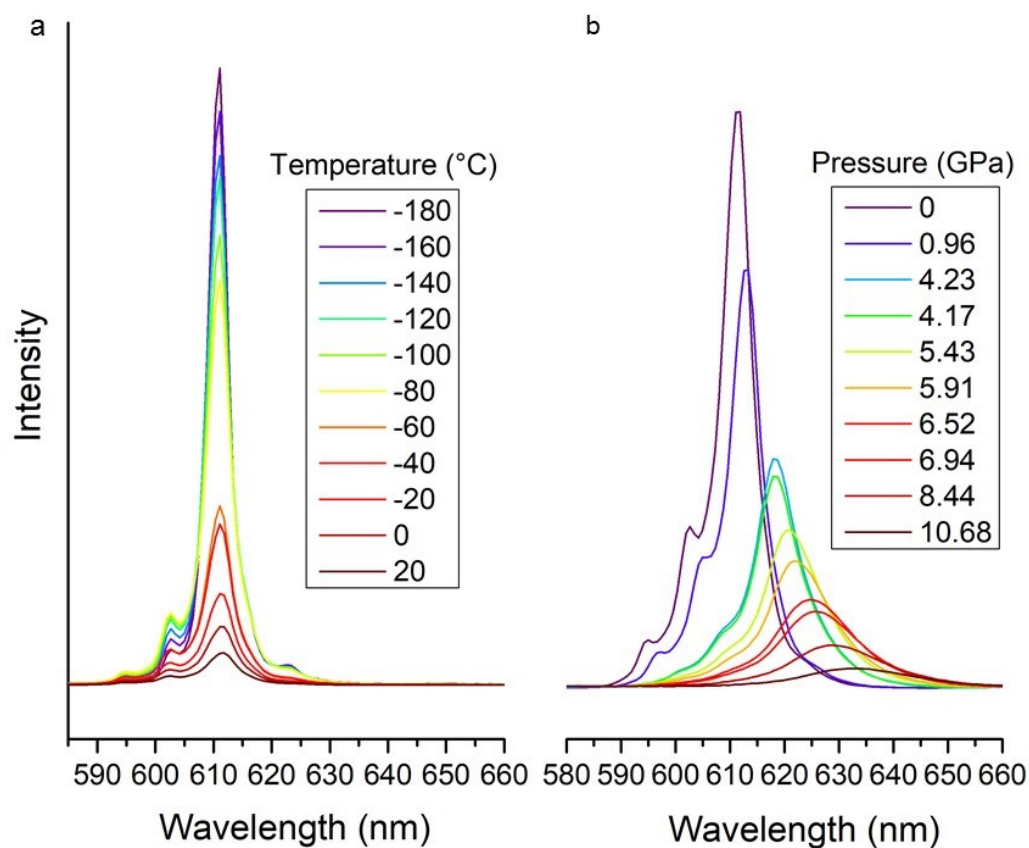 a
Temperature (°C)
-180
-160
-140
-120
-100
-80
-60
-40
-20
0
20
Intensity
590 600 610 620 630 640 650 660
Wavelength (nm)
b
Pressure (GPa)
0
0.96
4.23
4.17
5.43
5.91
6.52
6.94
8.44
10.68
580 590 600 610 620 630 640 650 660
Wavelength (nm)